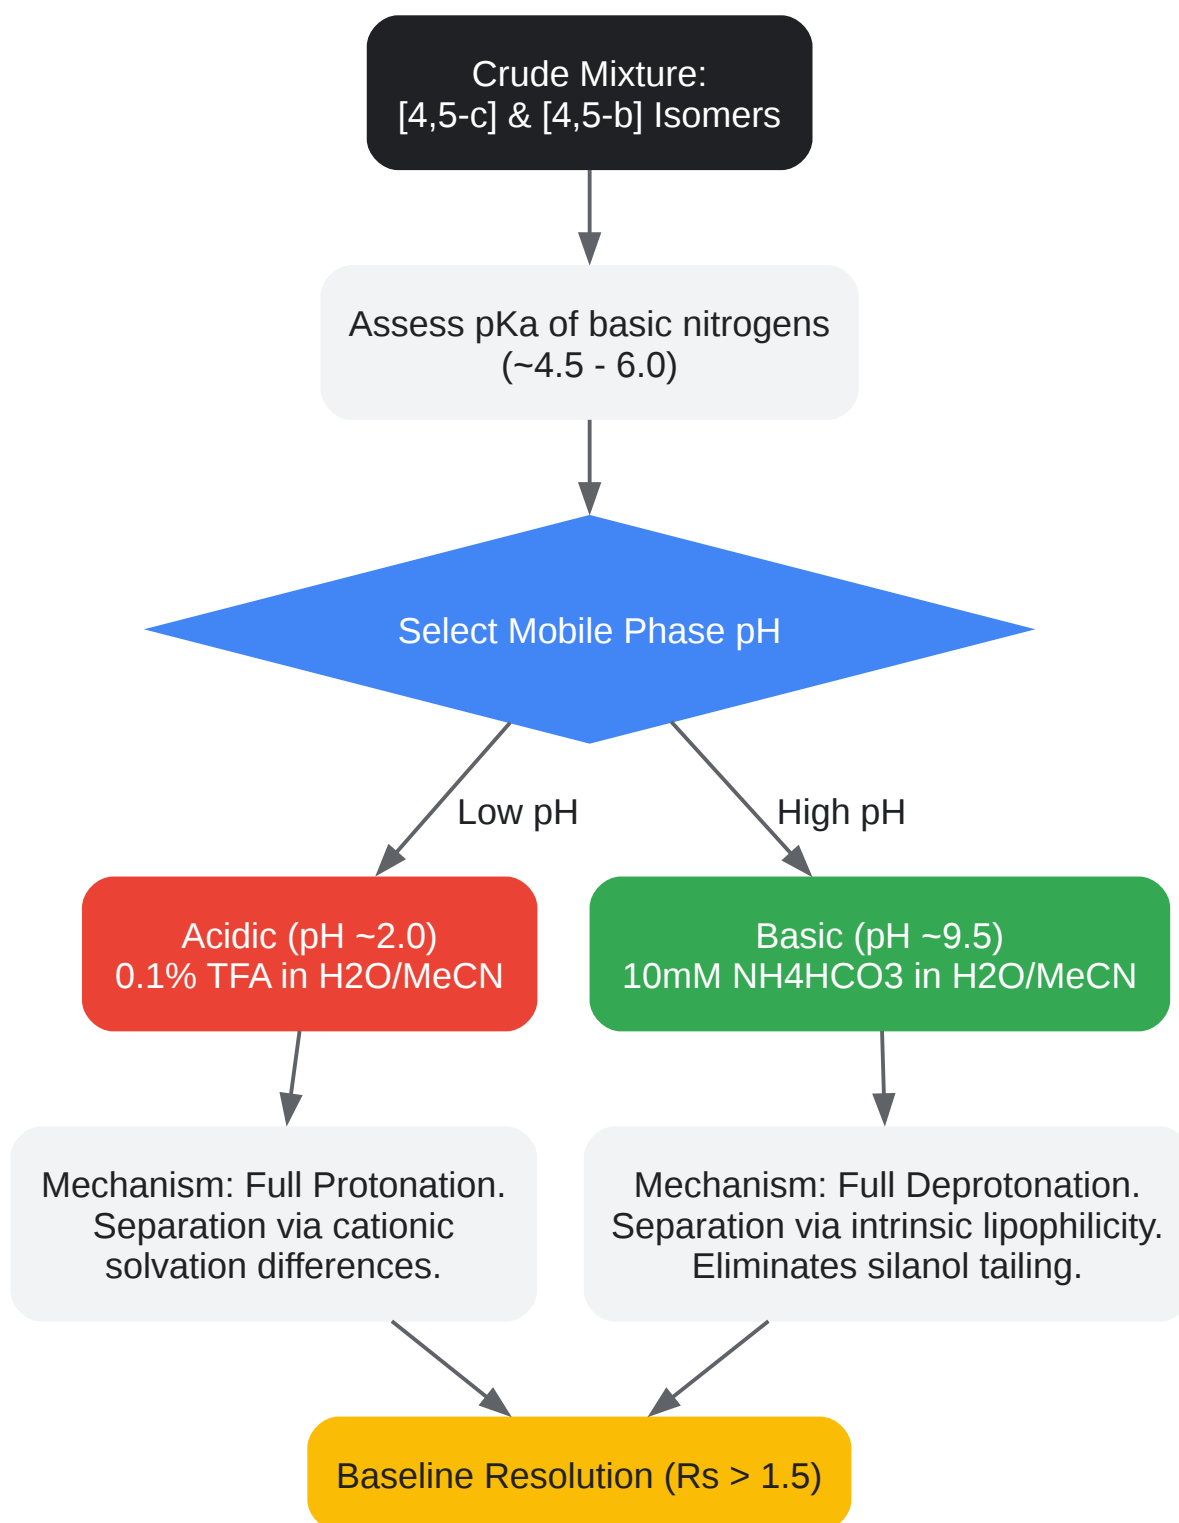 Crude Mixture:
[4,5-c] & [4,5-b] Isomers
Assess pKa of basic nitrogens
(~4.5 - 6.0)
Select Mobile Phase pH
Low pH
High pH
Acidic (pH ~2.0)
0.1% TFA in H2O/MeCN
Basic (pH ~9.5)
10mM NH4HCO3 in H2O/MeCN
Mechanism: Full Protonation.
Separation via cationic
solvation differences.
Mechanism: Full Deprotonation.
Separation via intrinsic lipophilicity.
Eliminates silanol tailing.
Baseline Resolution (Rs > 1.5)